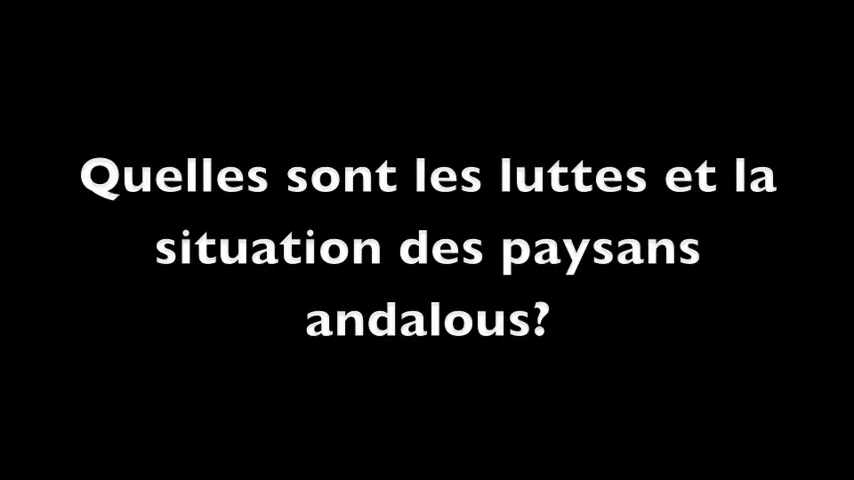 Quelles sont les luttes et la
situation des paysans
andalous?